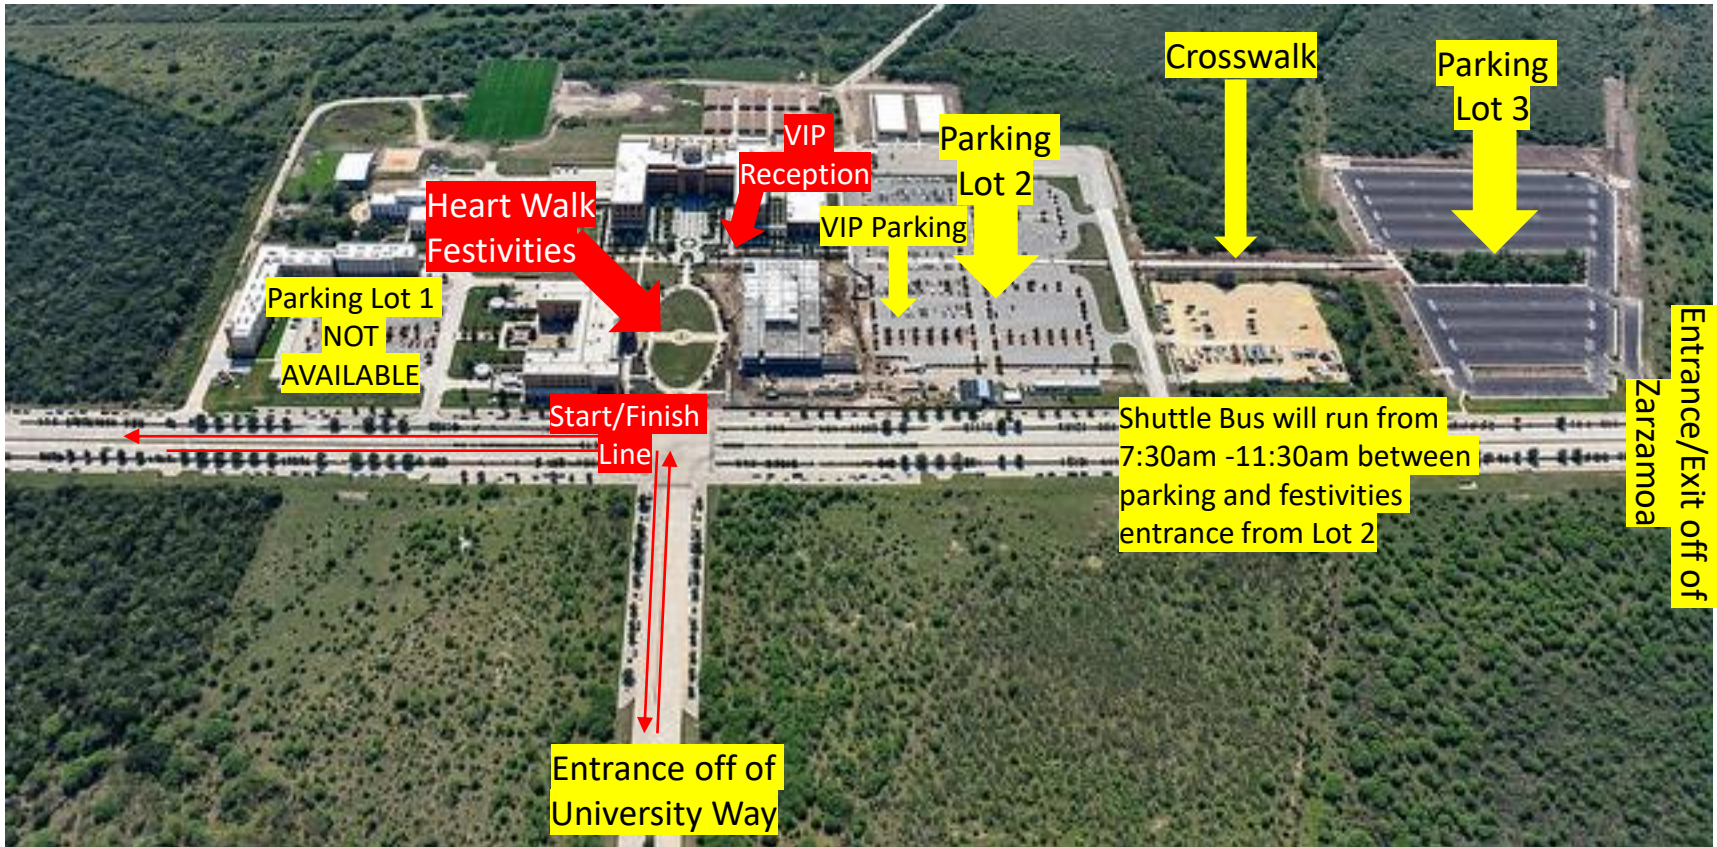 Crosswalk
Parking
Lot 3
VIP
Reception
Parking
Lot 2
Heart Walk
Festivities
VIP Parking
Parking Lot 1
NOT
AVAILABLE
Start/Finish
Line
Shuttle Bus will run from
7:30am -11:30am between
parking and festivities
entrance from Lot 2
Entrance/Exit off of
Zarzamoa
Entrance off of
University Way